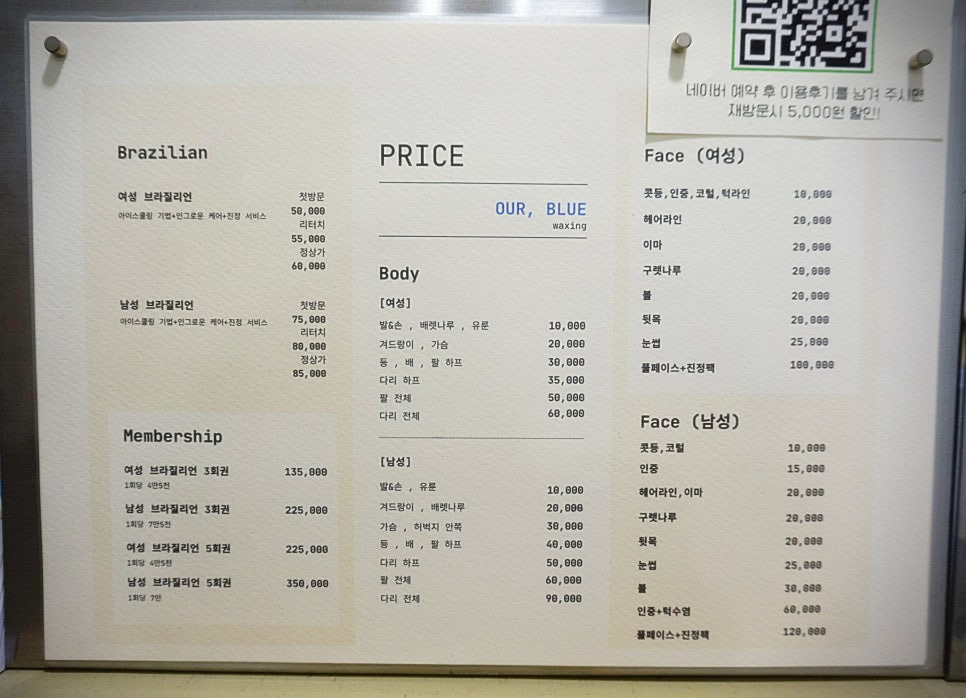 네이버 예약 후 이용후기를 남겨 주시면
재방문시 5,000원 할인!
Brazilian
여성 브라질리언 첫방문
아이스쿨링 기법+인그로운 케어+진정 서비스 50,000
리터치
55,000
정상가
60,000
남성 브라질리언 첫방문
아이스쿨링 기법+인그로운 케어+진정 서비스 75,000
리터치
80,000
정상가
85,000
Membership
여성 브라질리언 3회권 135,000
1회당 4만5천
남성 브라질리언 3회권 225,000
1회당 7만5천
여성 브라질리언 5회권 225,000
1회당 4만5천
남성 브라질리언 5회권 350,000
1회당 7만
PRICE
OUR, BLUE
waxing
Body
[여성]
발&손 , 배렛나루 , 유룬 10,000
겨드랑이 , 가슴 20,000
등 , 배 , 팔 하프 30,000
다리 하프 35,000
팔 전체 50,000
다리 전체 60,000
[남성]
발&손 , 유룬 10,000
겨드랑이 , 배렛나루 20,000
가슴 , 허벅지 안쪽 30,000
등 , 배 , 팔 하프 40,000
다리 하프 50,000
팔 전체 60,000
다리 전체 90,000
Face (여성)
콧등,인중,코털,턱라인 10,000
헤어라인 20,000
이마 20,000
구렛나루 20,000
볼 20,000
뒷목 20,000
눈썹 25,000
풀페이스+진정팩 100,000
Face (남성)
콧등,코털 10,000
인중 15,000
헤어라인,이마 20,000
구렛나루 20,000
뒷목 20,000
눈썹 25,000
볼 30,000
인중+턱수염 60,000
풀페이스+진정팩 120,000